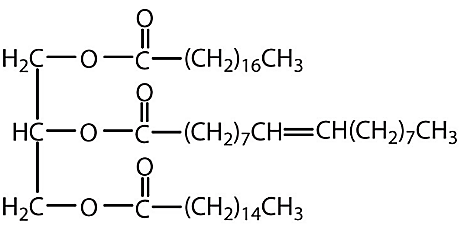 O
H₂C—O—C—(CH₂)₁₆CH₃
O
HC—O—C—(CH₂)₇CH=CH(CH₂)₇CH₃
O
H₂C—O—C—(CH₂)₁₄CH₃